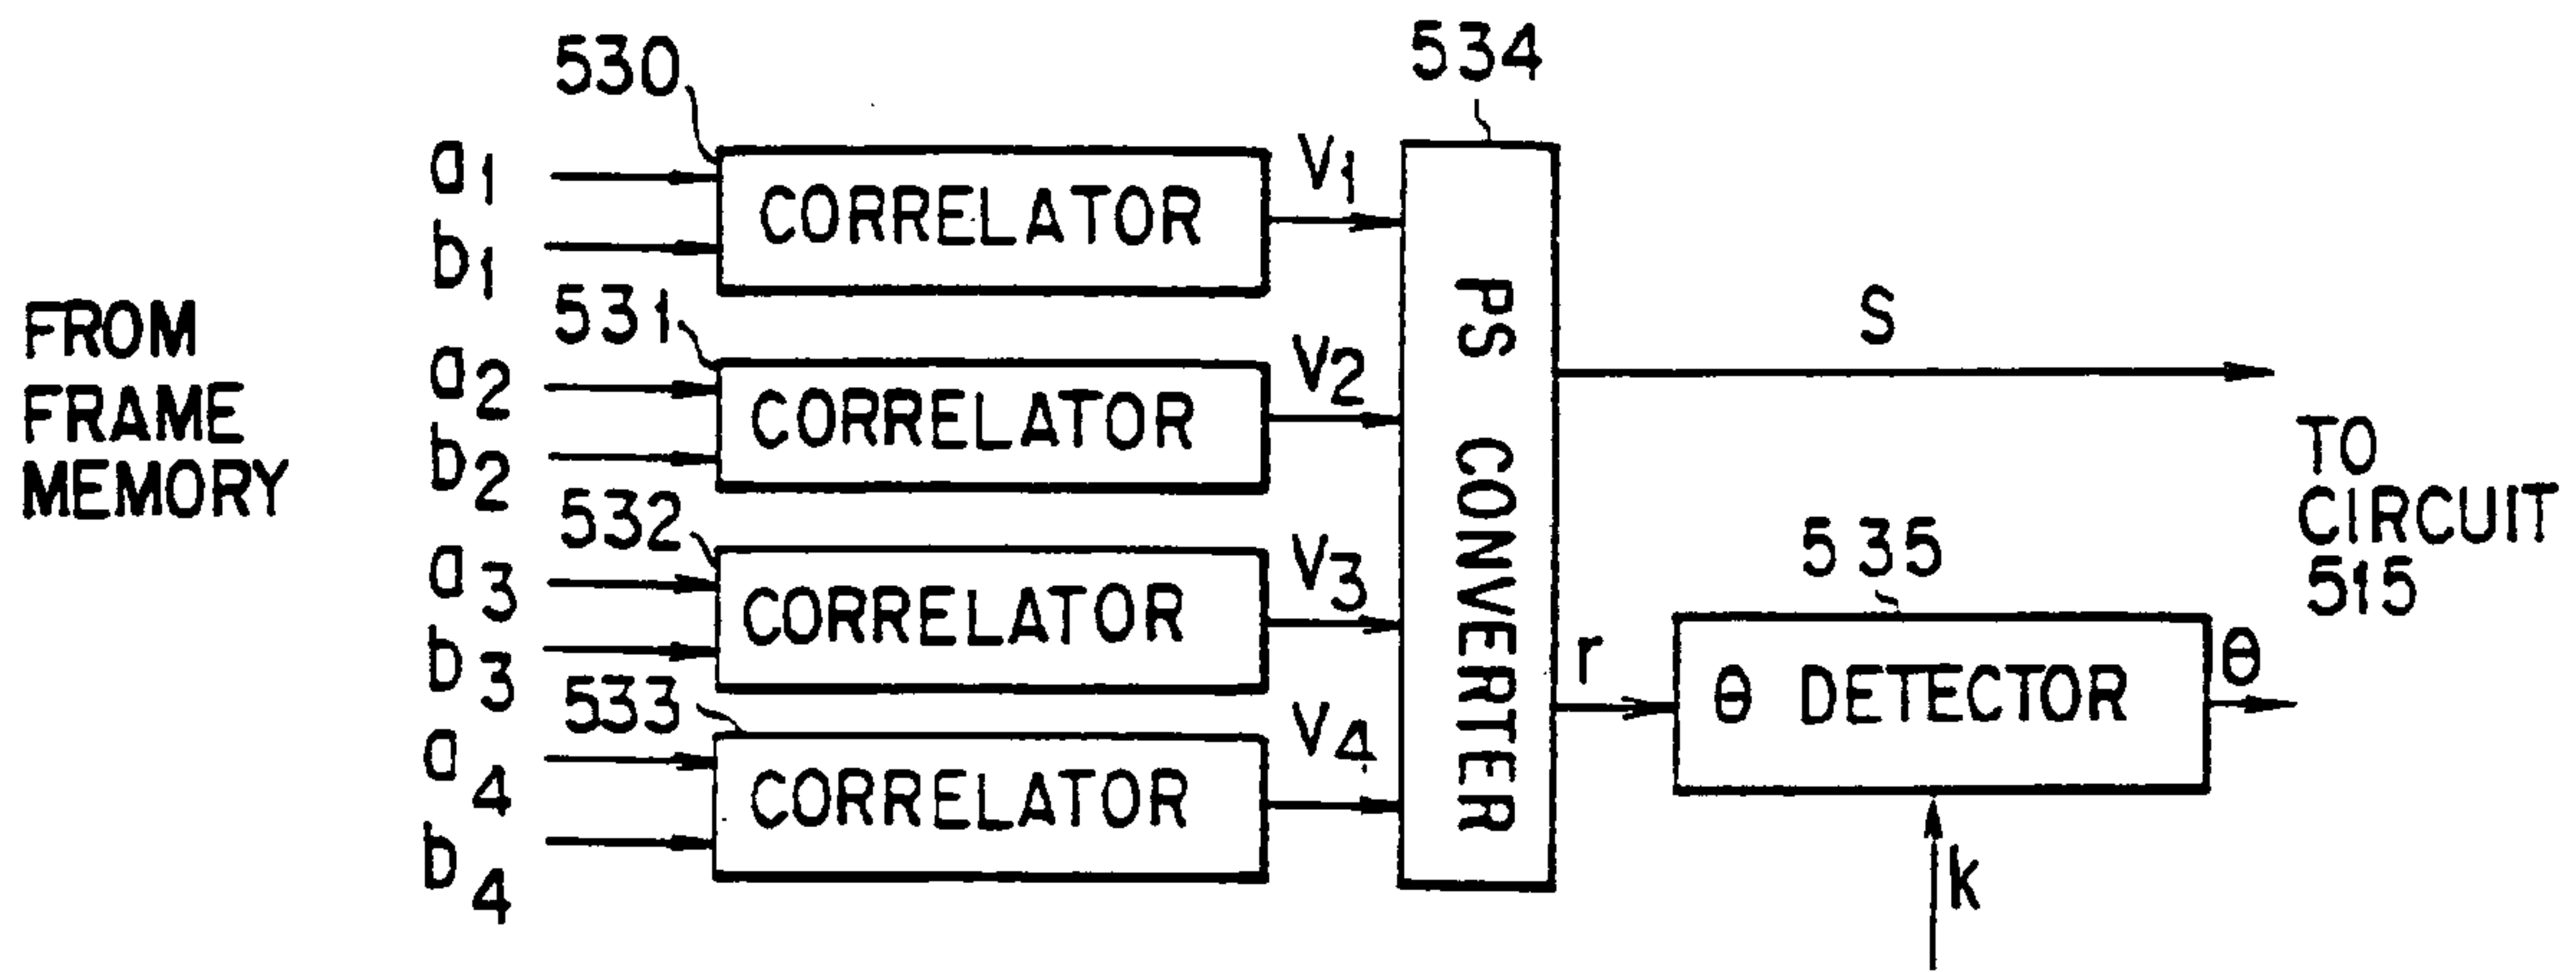 530
534
a1
b1
CORRELATOR
V1
FROM
FRAME
MEMORY
531
a2
b2
CORRELATOR
V2
PS CONVERTER
S
TO
CIRCUIT
515
532
a3
b3
CORRELATOR
V3
535
r
θ DETECTOR
θ
533
a4
b4
CORRELATOR
V4
k